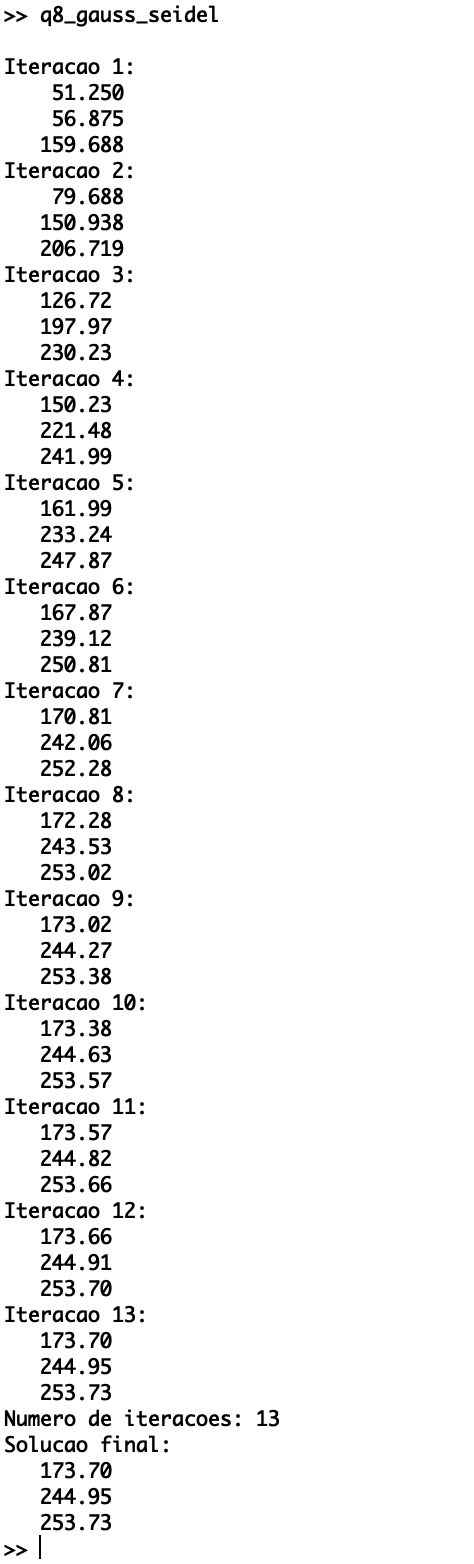 >> q8_gauss_seidel
Iteracao 1:
51.250
56.875
159.688
Iteracao 2:
79.688
150.938
206.719
Iteracao 3:
126.72
197.97
230.23
Iteracao 4:
150.23
221.48
241.99
Iteracao 5:
161.99
233.24
247.87
Iteracao 6:
167.87
239.12
250.81
Iteracao 7:
170.81
242.06
252.28
Iteracao 8:
172.28
243.53
253.02
Iteracao 9:
173.02
244.27
253.38
Iteracao 10:
173.38
244.63
253.57
Iteracao 11:
173.57
244.82
253.66
Iteracao 12:
173.66
244.91
253.70
Iteracao 13:
173.70
244.95
253.73
Numero de iteracoes: 13
Solucao final:
173.70
244.95
253.73
>>